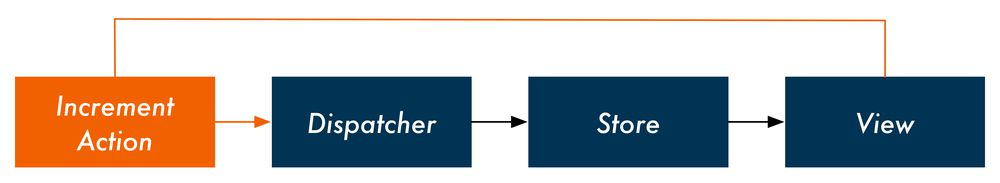 Increment
Action
Dispatcher
Store
View